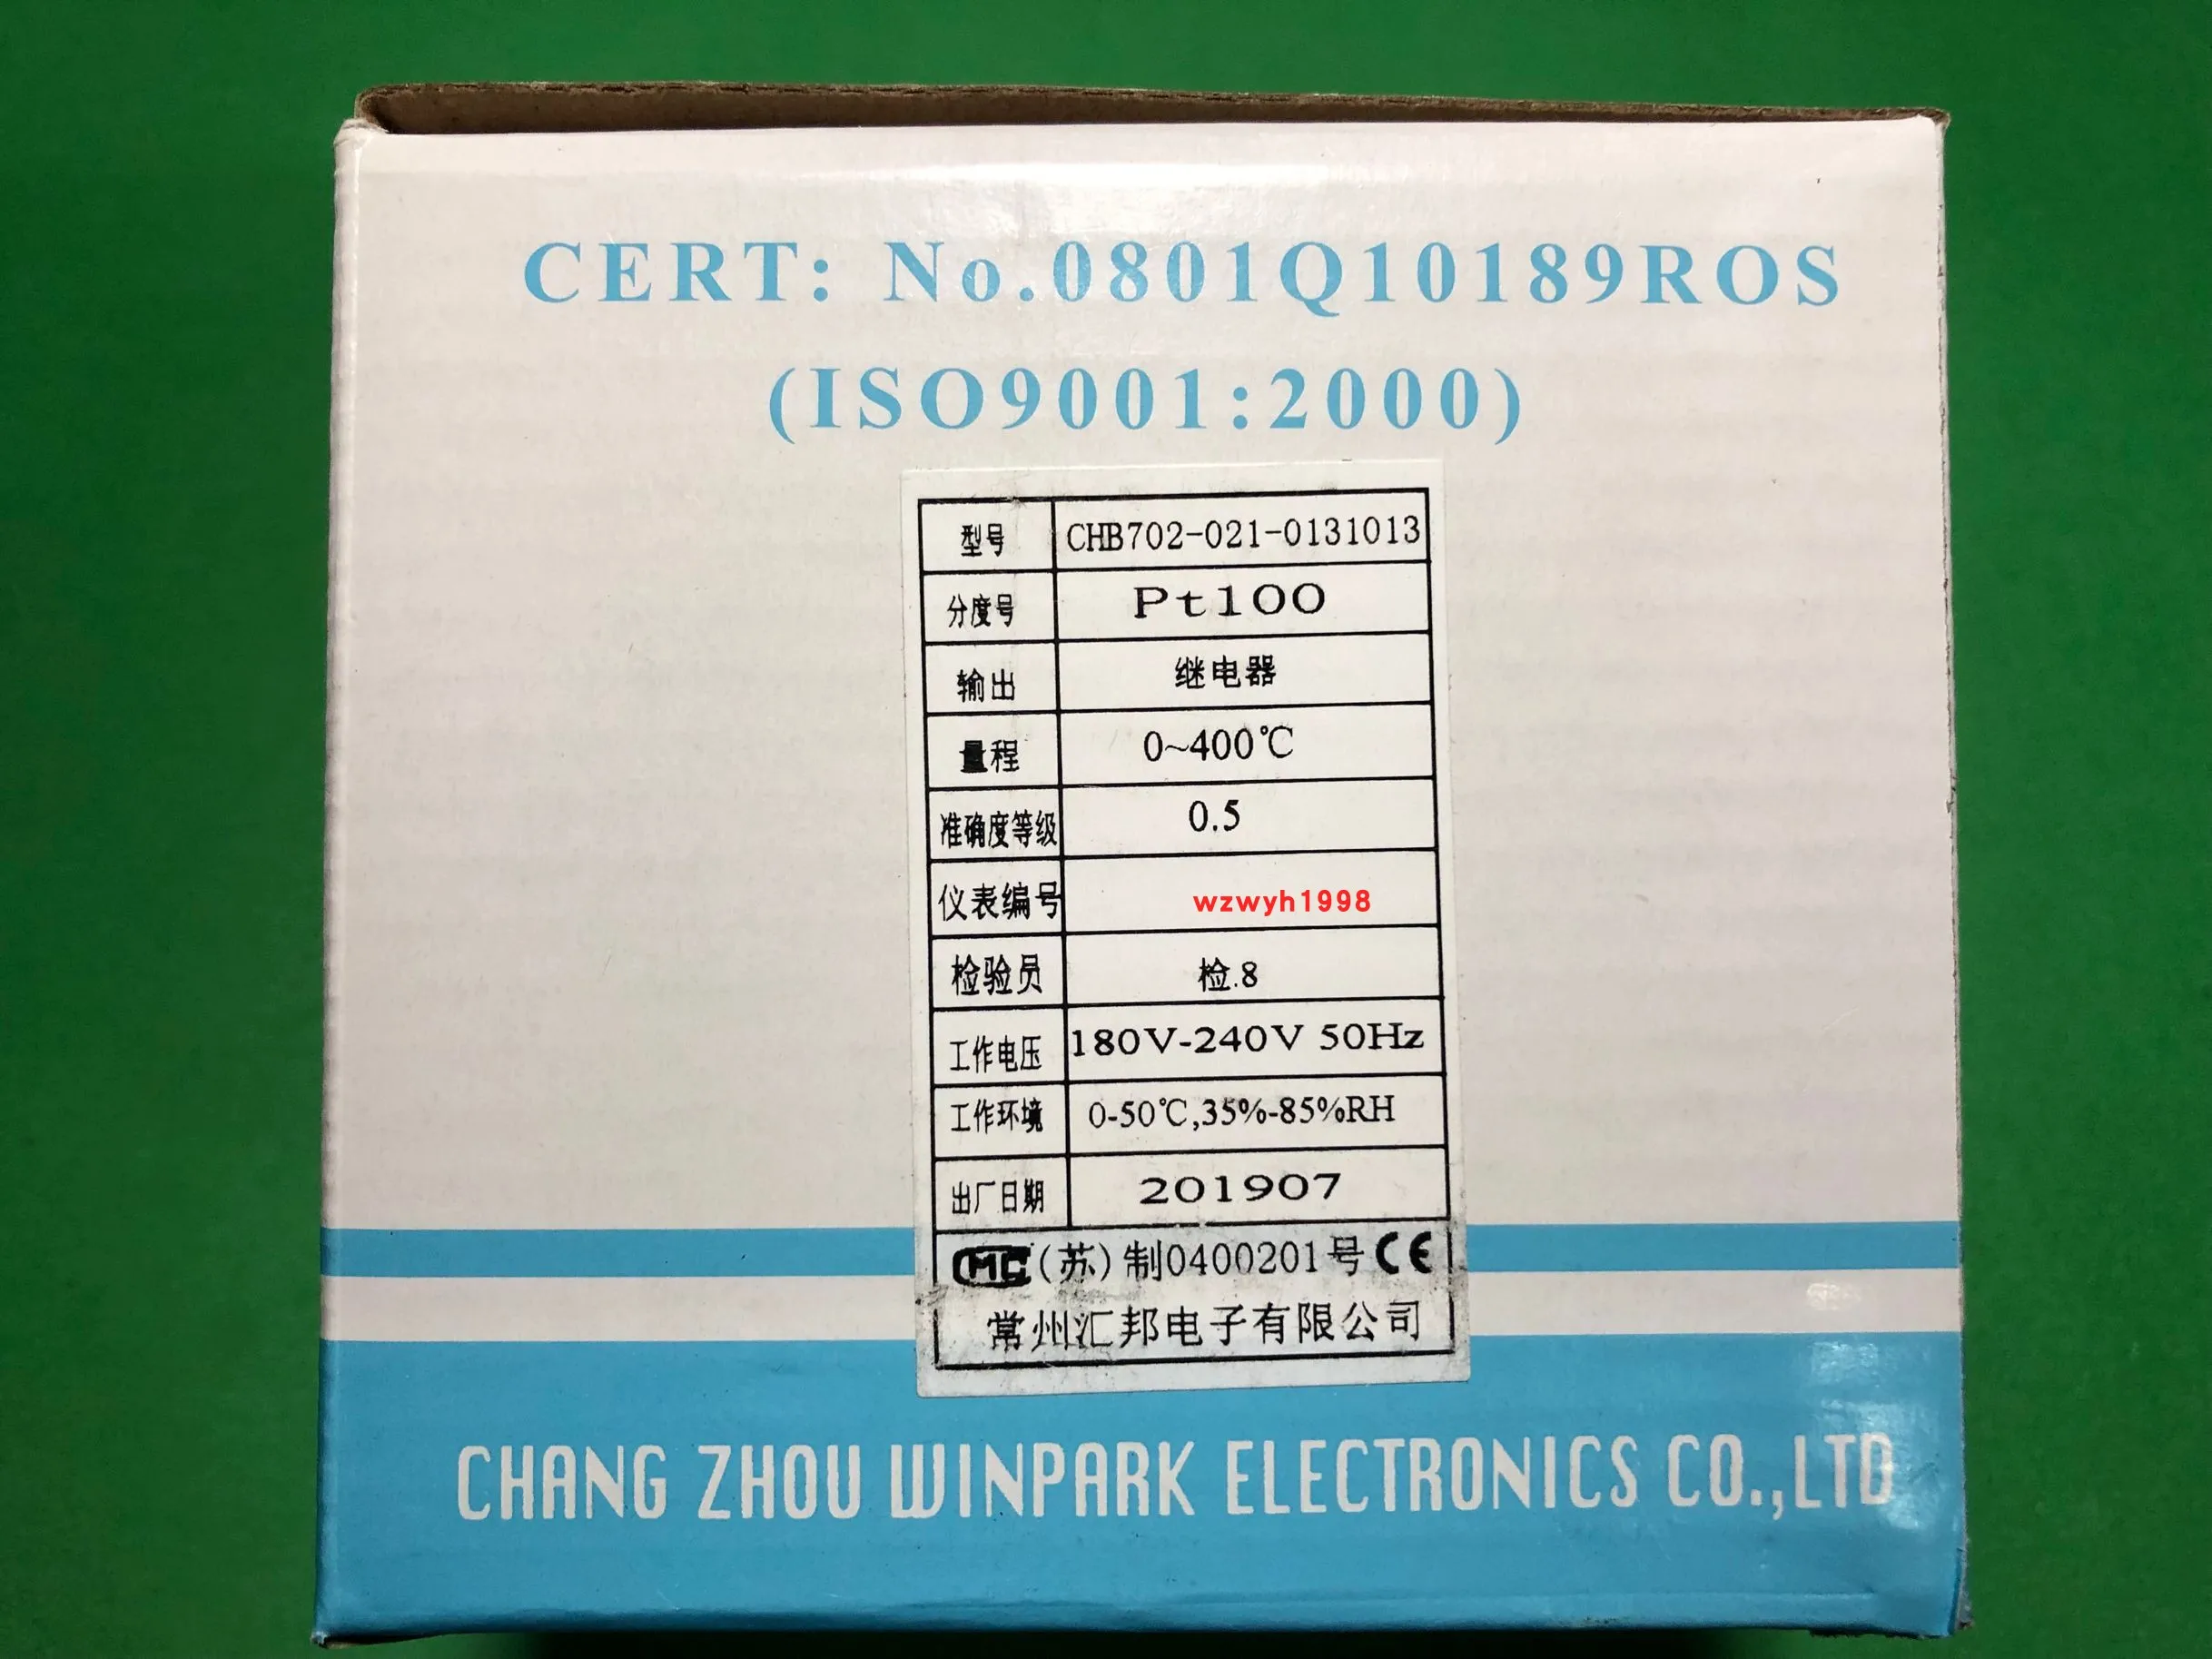 CERT: No.0801Q10189ROS
(ISO9001:2000)
型号 CHB702-021-0131013
分度号 Pt100
输出 继电器
量程 0~400℃
准确度等级 0.5
仪表编号 wzwyh1998
检验员 检.8
工作电压 180V-240V 50Hz
工作环境 0-50℃,35%-85%RH
出厂日期 201907
CMC (苏)制0400201号 CE
常州汇邦电子有限公司
CHANG ZHOU WINPARK ELECTRONICS CO.,LTD